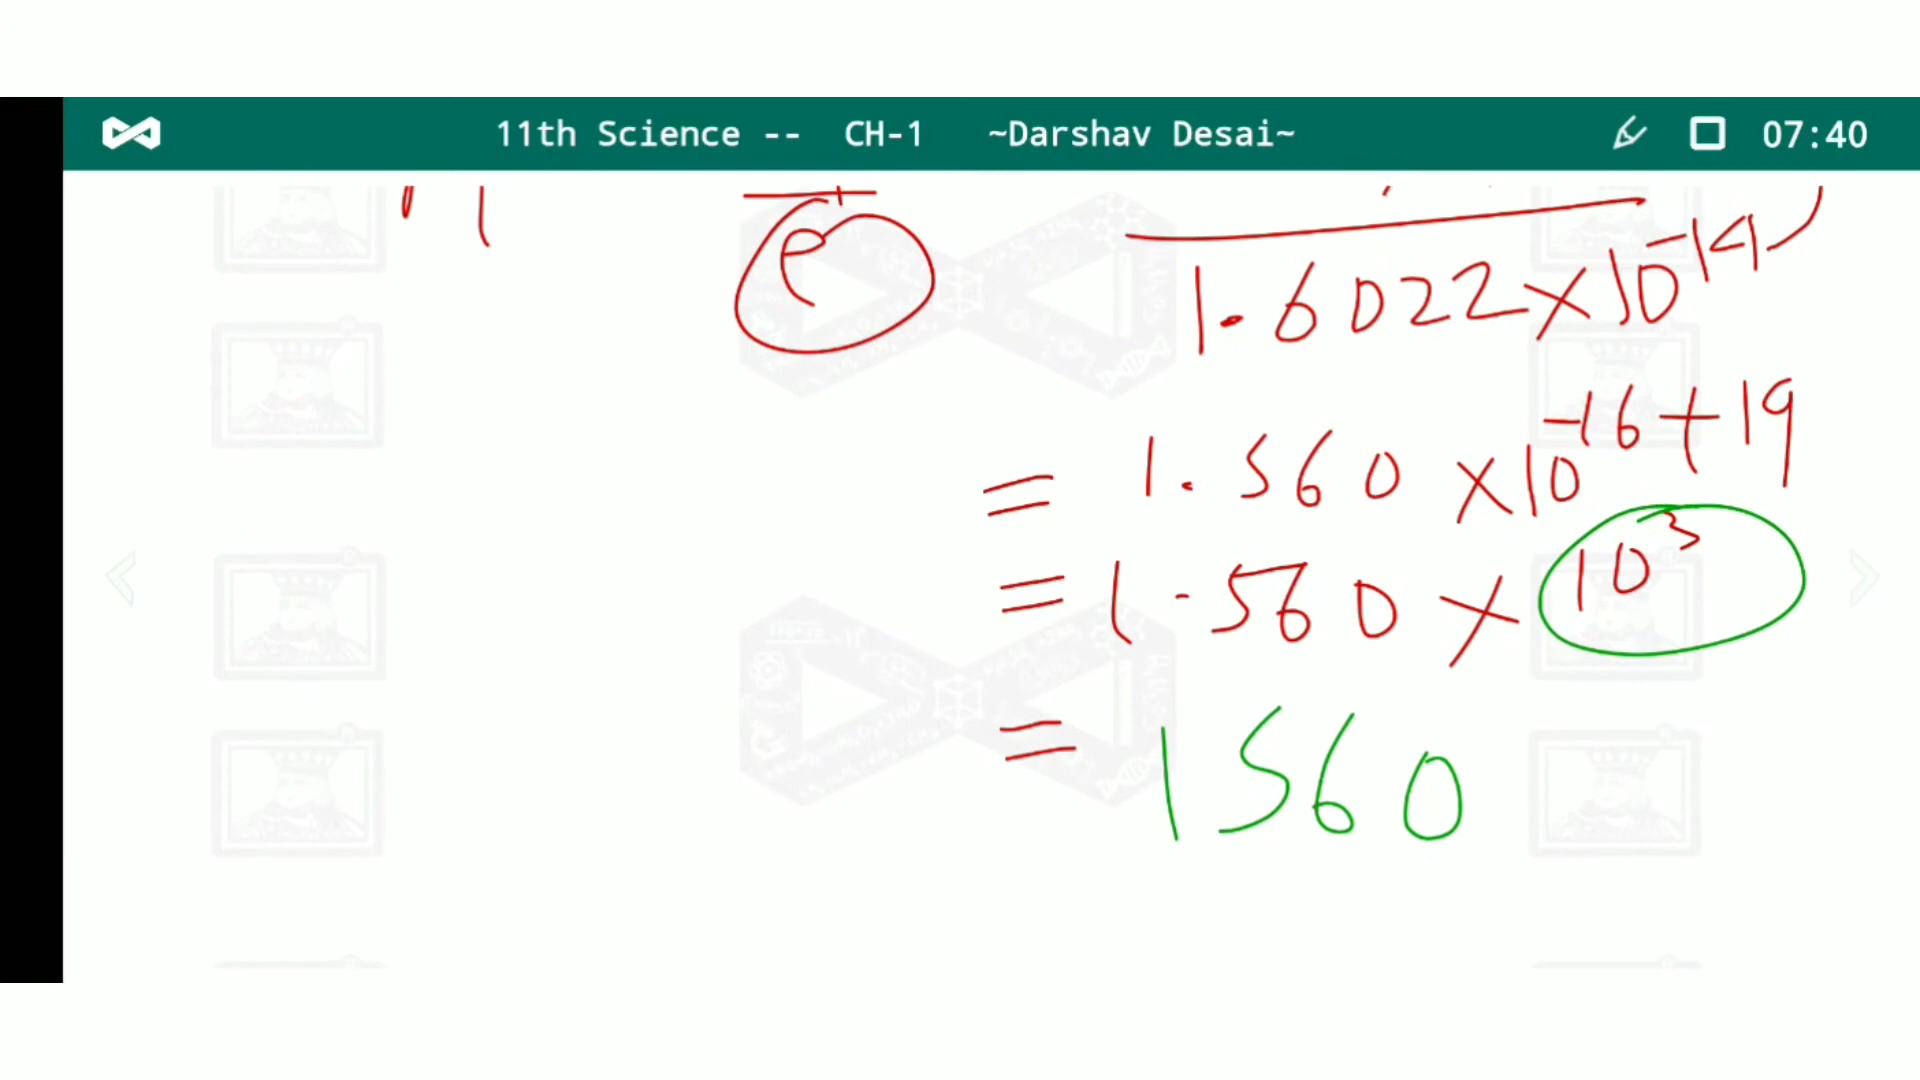 11th Science -- CH-1 ~Darshav Desai~ 07:40
e
1.6022×10^-19
= 1.560 ×10^-16+19
= 1.560 × 10^3
= 1560